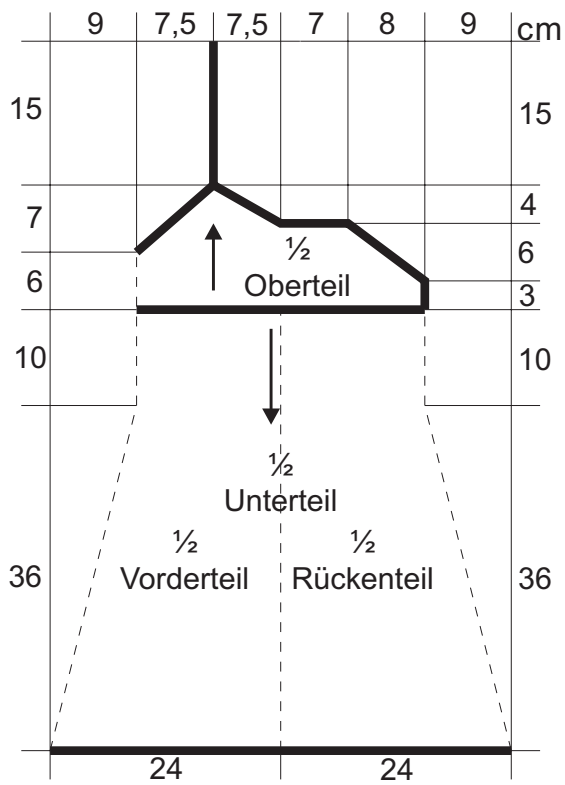 9 7,5 7,5 7 8 9 cm
15 15
7 4
½ 6
Oberteil
6 3
10 10
½
Unterteil
½ ½
Vorderteil Rückenteil
36 36
24 24